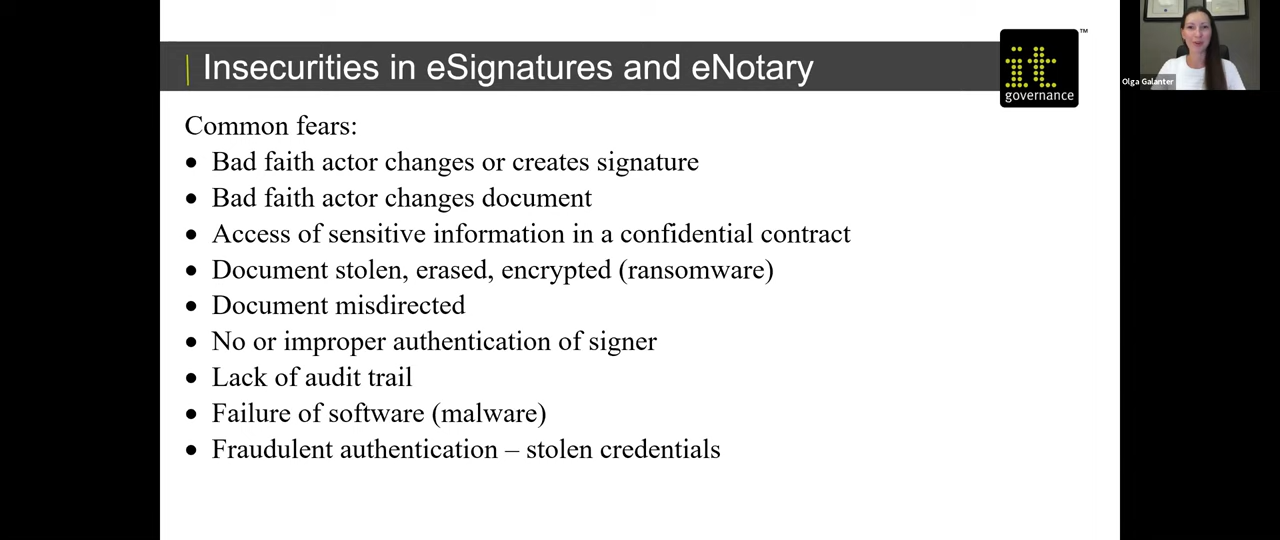 Insecurities in eSignatures and eNotary
it
governance
TM
Olga Galanter
Common fears:
• Bad faith actor changes or creates signature
• Bad faith actor changes document
• Access of sensitive information in a confidential contract
• Document stolen, erased, encrypted (ransomware)
• Document misdirected
• No or improper authentication of signer
• Lack of audit trail
• Failure of software (malware)
• Fraudulent authentication – stolen credentials